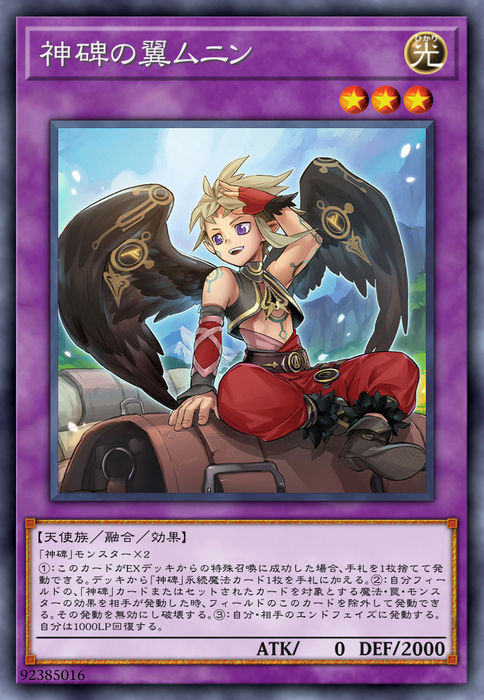 神碑の翼ムニン
ひかり
光
【天使族／融合／効果】
「神碑」モンスター×2
①：このカードがEXデッキからの特殊召喚に成功した場合、手札を1枚捨てて発
動できる。デッキから「神碑」永続魔法カード1枚を手札に加える。②：自分フィー
ルドの、「神碑」カードまたはセットされたカードを対象とする魔法・罠・モンス
ターの効果を相手が発動した時、フィールドのこのカードを除外して発動でき
る。その発動を無効にし破壊する。③：自分・相手のエンドフェイズに発動する。
自分は1000LP回復する。
ATK/ 0 DEF/2000
92385016